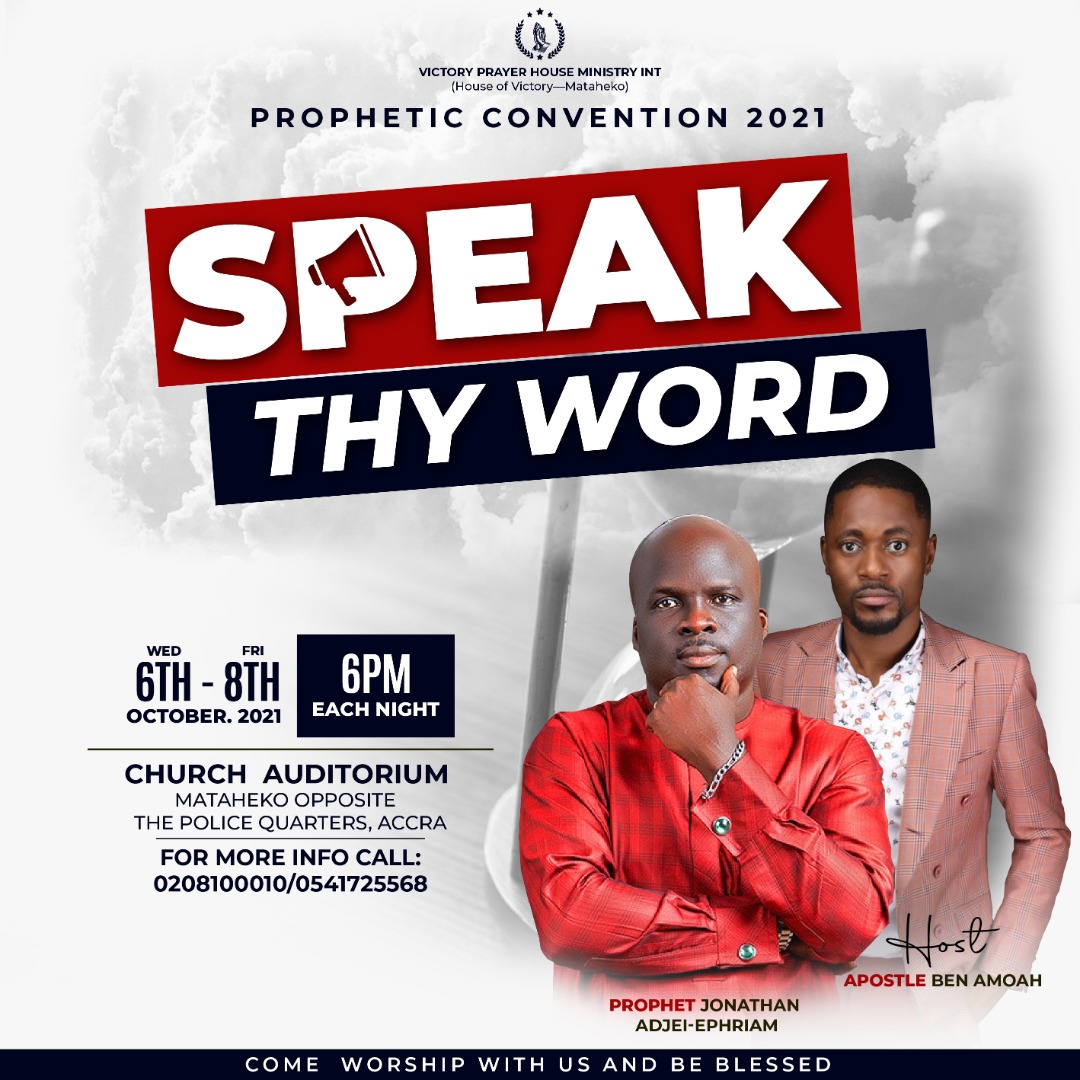 VICTORY PRAYER HOUSE MINISTRY INT
(House of Victory—Mataheko)
PROPHETIC CONVENTION 2021
SPEAK
THY WORD
WED FRI
6TH - 8TH
OCTOBER. 2021
6PM
EACH NIGHT
CHURCH AUDITORIUM
MATAHEKO OPPOSITE
THE POLICE QUARTERS, ACCRA
FOR MORE INFO CALL:
0208100010/0541725568
Host
APOSTLE BEN AMOAH
PROPHET JONATHAN
ADJEI-EPHRIAM
COME WORSHIP WITH US AND BE BLESSED